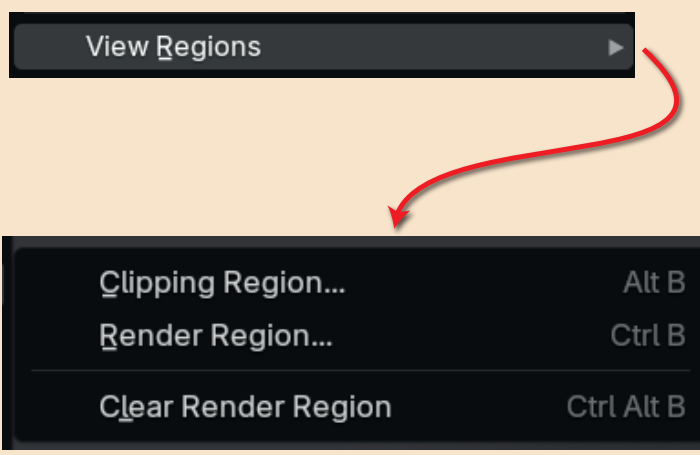 View Regions
Clipping Region... Alt B
Render Region... Ctrl B
Clear Render Region Ctrl Alt B